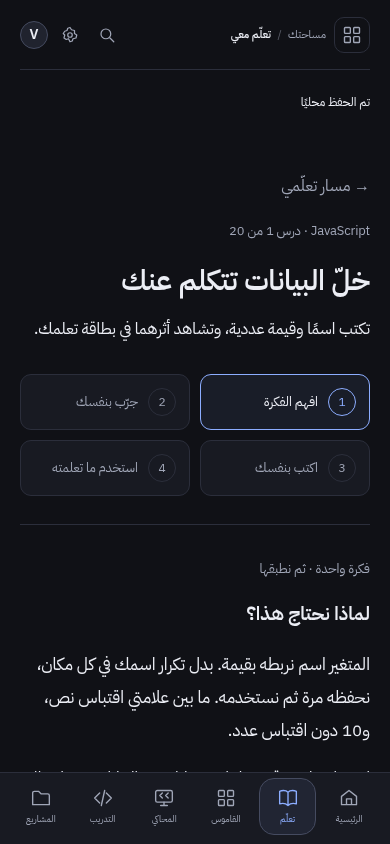 مساحتك / تعلّم معي
V
تم الحفظ محليًا
→ مسار تعلّمي
JavaScript · درس 1 من 20
خلّ البيانات تتكلم عنك
تكتب اسمًا وقيمة عددية، وتشاهد أثرهما في بطاقة تعلمك.
1 افهم الفكرة
2 جرّب بنفسك
3 اكتب بنفسك
4 استخدم ما تعلمته
فكرة واحدة · ثم نطبقها
لماذا نحتاج هذا؟
المتغير اسم نربطه بقيمة. بدل تكرار اسمك في كل مكان،
نحفظه مرة ثم نستخدمه. ما بين علامتي اقتباس نص،
و10 دون اقتباس عدد.
الرئيسية
تعلّم
القاموس
المحاكي
التدريب
المشاريع